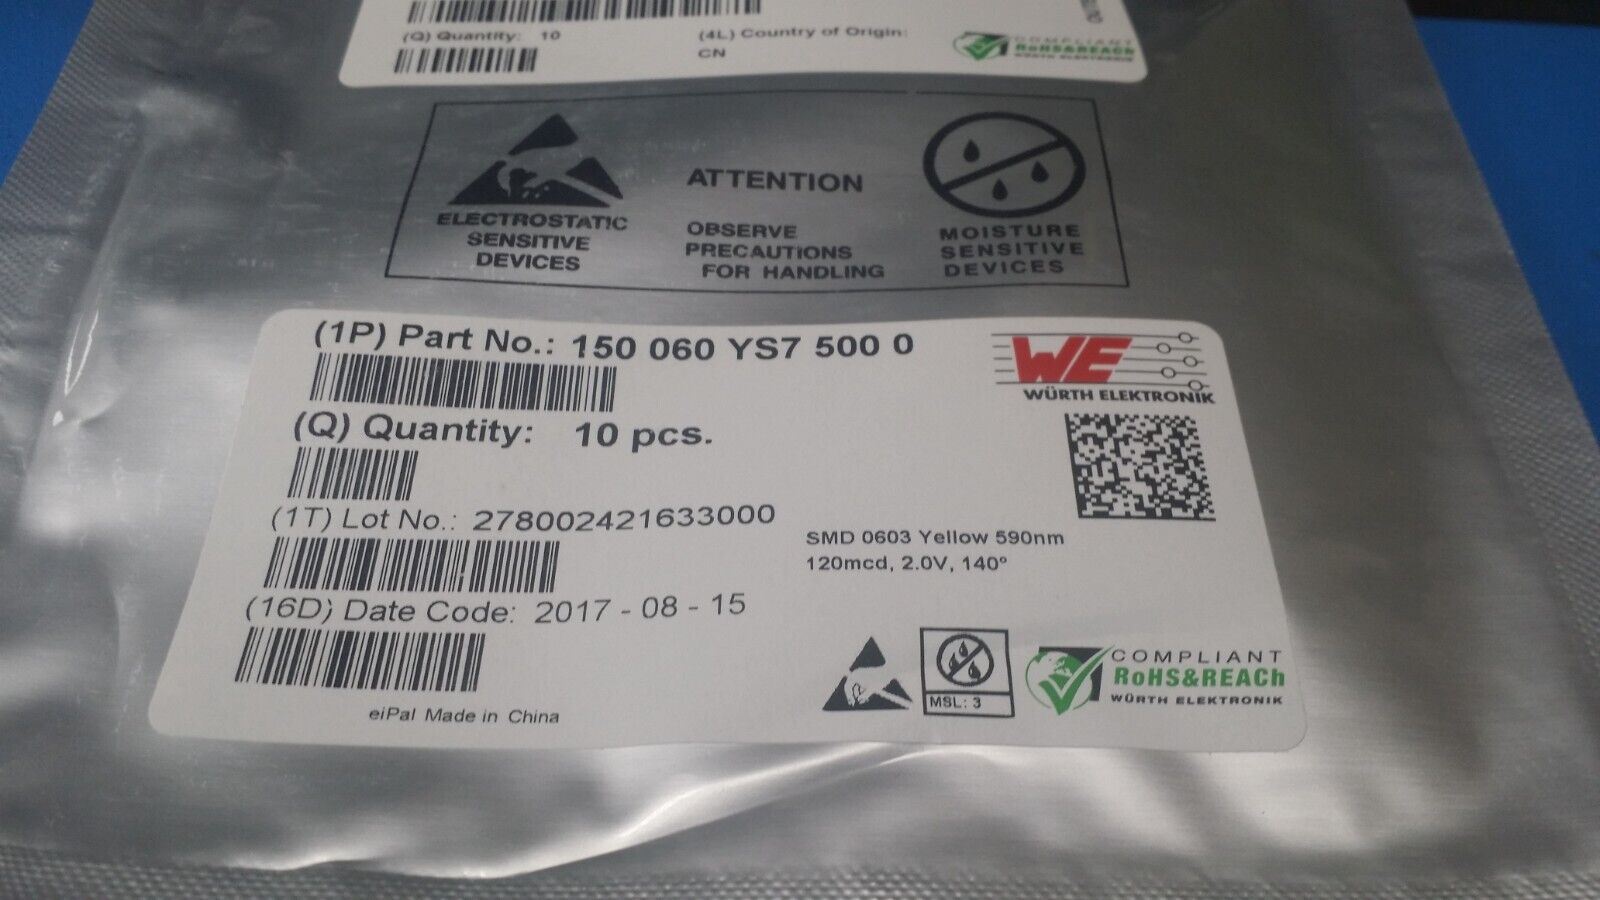 (Q) Quantity: 10
(4L) Country of Origin:
CN
COMPLIANT
RoHS&REACh
WÜRTH ELEKTRONIK
ELECTROSTATIC
SENSITIVE
DEVICES
ATTENTION
OBSERVE
PRECAUTIONS
FOR HANDLING
MOISTURE
SENSITIVE
DEVICES
(1P) Part No.: 150 060 YS7 500 0
WE
WÜRTH ELEKTRONIK
(Q) Quantity: 10 pcs.
(1T) Lot No.: 278002421633000
SMD 0603 Yellow 590nm
120mcd, 2.0V, 140°
(16D) Date Code: 2017 - 08 - 15
eiPal Made in China
MSL: 3
COMPLIANT
RoHS&REACh
WÜRTH ELEKTRONIK